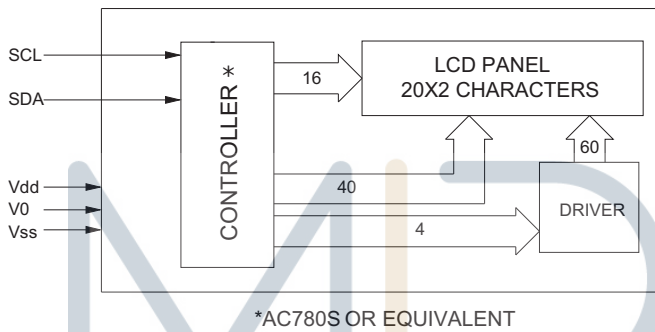 SCL
SDA
Vdd
V0
Vss
CONTROLLER *
16
LCD PANEL
20X2 CHARACTERS
40
60
4
DRIVER
*AC780S OR EQUIVALENT